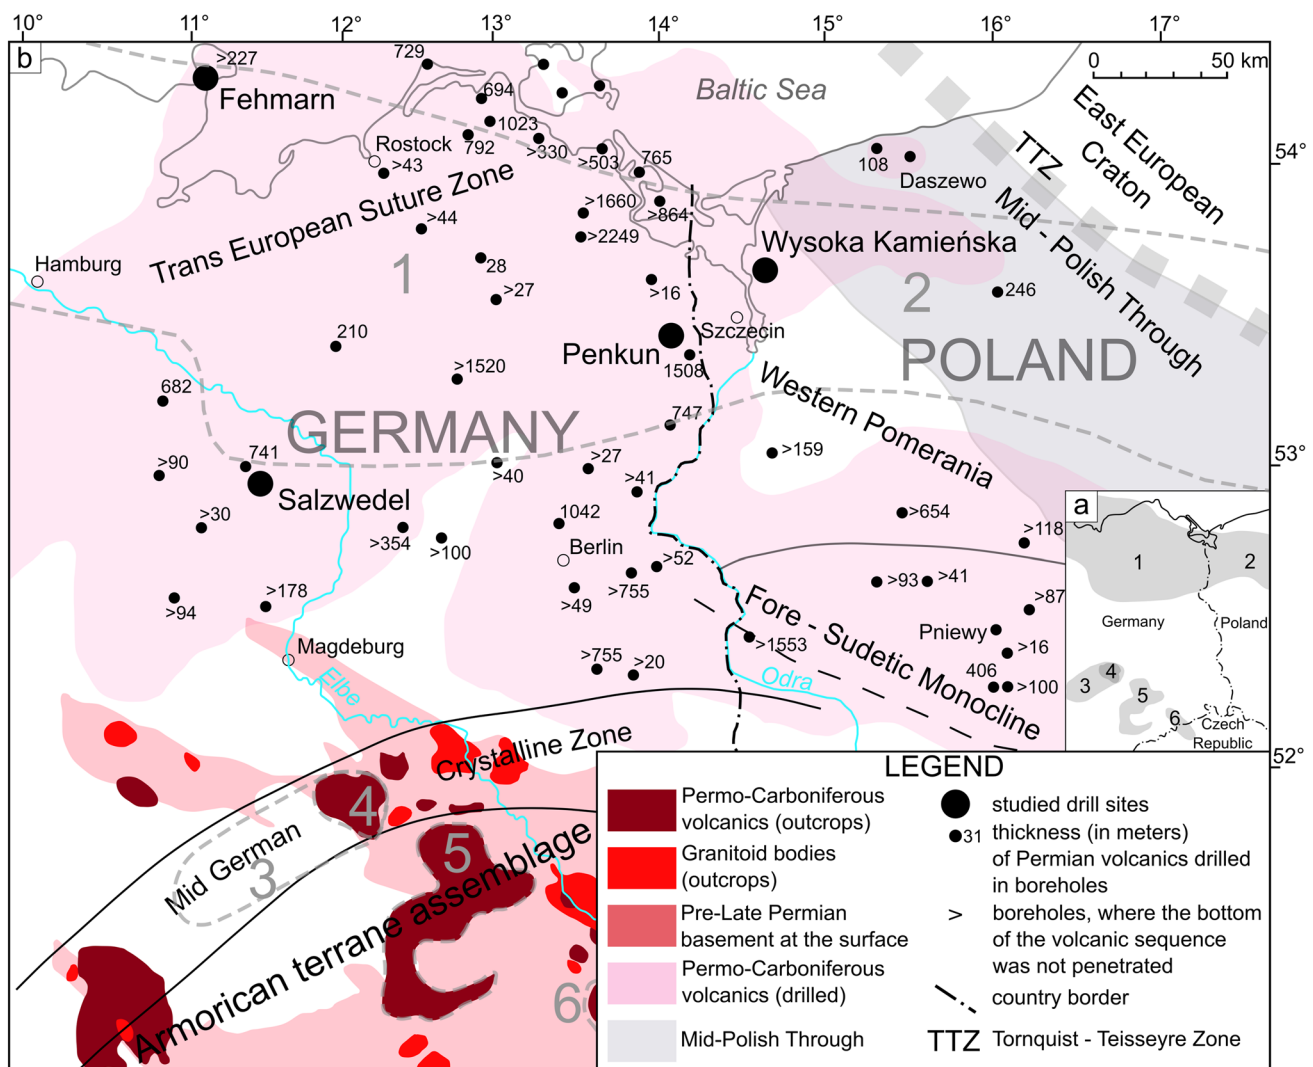 10°
11°
12°
13°
14°
15°
16°
17°
b
>227
Fehmarn
729
694
1023
792
>330
>503
765
Baltic Sea
0
50 km
East European
Craton
TTZ
Mid - Polish Through
54°
Rostock
>43
108
Daszewo
Trans European Suture Zone
>1660
>864
>44
>2249
Wysoka Kamieńska
Hamburg
1
28
>27
>16
2
246
210
Penkun
Szczecin
1508
POLAND
>1520
682
GERMANY
747
Western Pomerania
>159
53°
741
>90
>40
>27
Salzwedel
>41
>30
>354
>100
1042
>654
>118
Berlin
>52
>755
>49
>93
>41
>87
>94
>178
Fore - Sudetic Monocline
Pniewy
>16
406
>100
Magdeburg
>1553
>755
>20
Odra
Elbe
a
1
2
Germany
Poland
3
4
5
6
Czech
Republic
52°
Crystalline Zone
Mid German
3
4
5
6
Armorican terrane assemblage
LEGEND
Permo-Carboniferous
volcanics (outcrops)
Granitoid bodies
(outcrops)
Pre-Late Permian
basement at the surface
Permo-Carboniferous
volcanics (drilled)
Mid-Polish Through
studied drill sites
31
thickness (in meters)
of Permian volcanics drilled
in boreholes
>
boreholes, where the bottom
of the volcanic sequence
was not penetrated
country border
TTZ
Tornquist - Teisseyre Zone